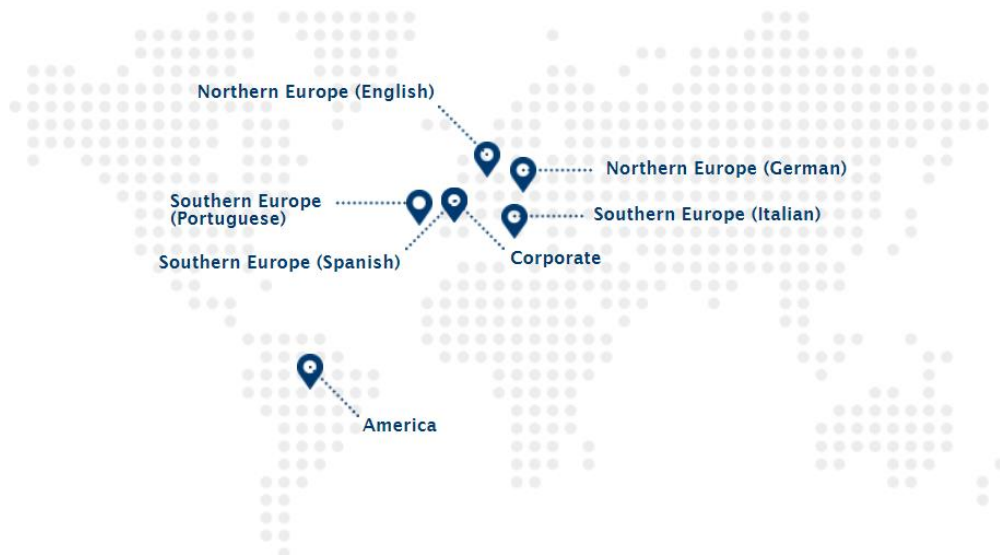 Northern Europe (English)
Northern Europe (German)
Southern Europe
(Portuguese)
Southern Europe (Italian)
Southern Europe (Spanish)
Corporate
America